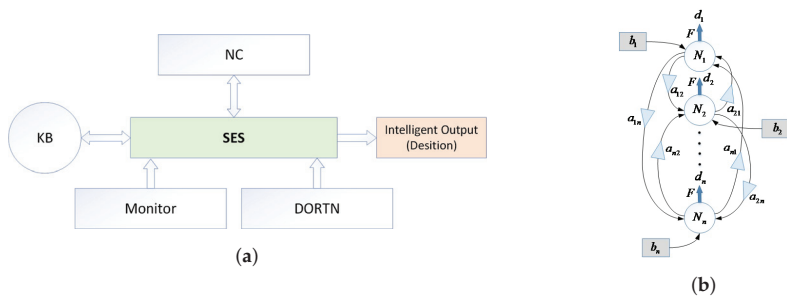 NC
KB
SES
Intelligent Output
(Desition)
Monitor
DORTN
(a)
d₁
F
b₁
N₁
a₁₂
d₂
F
a₂₁
a₁ₙ
N₂
b₂
aₙ₂
aₙ₁
dₙ
F
a₂ₙ
Nₙ
bₙ
(b)